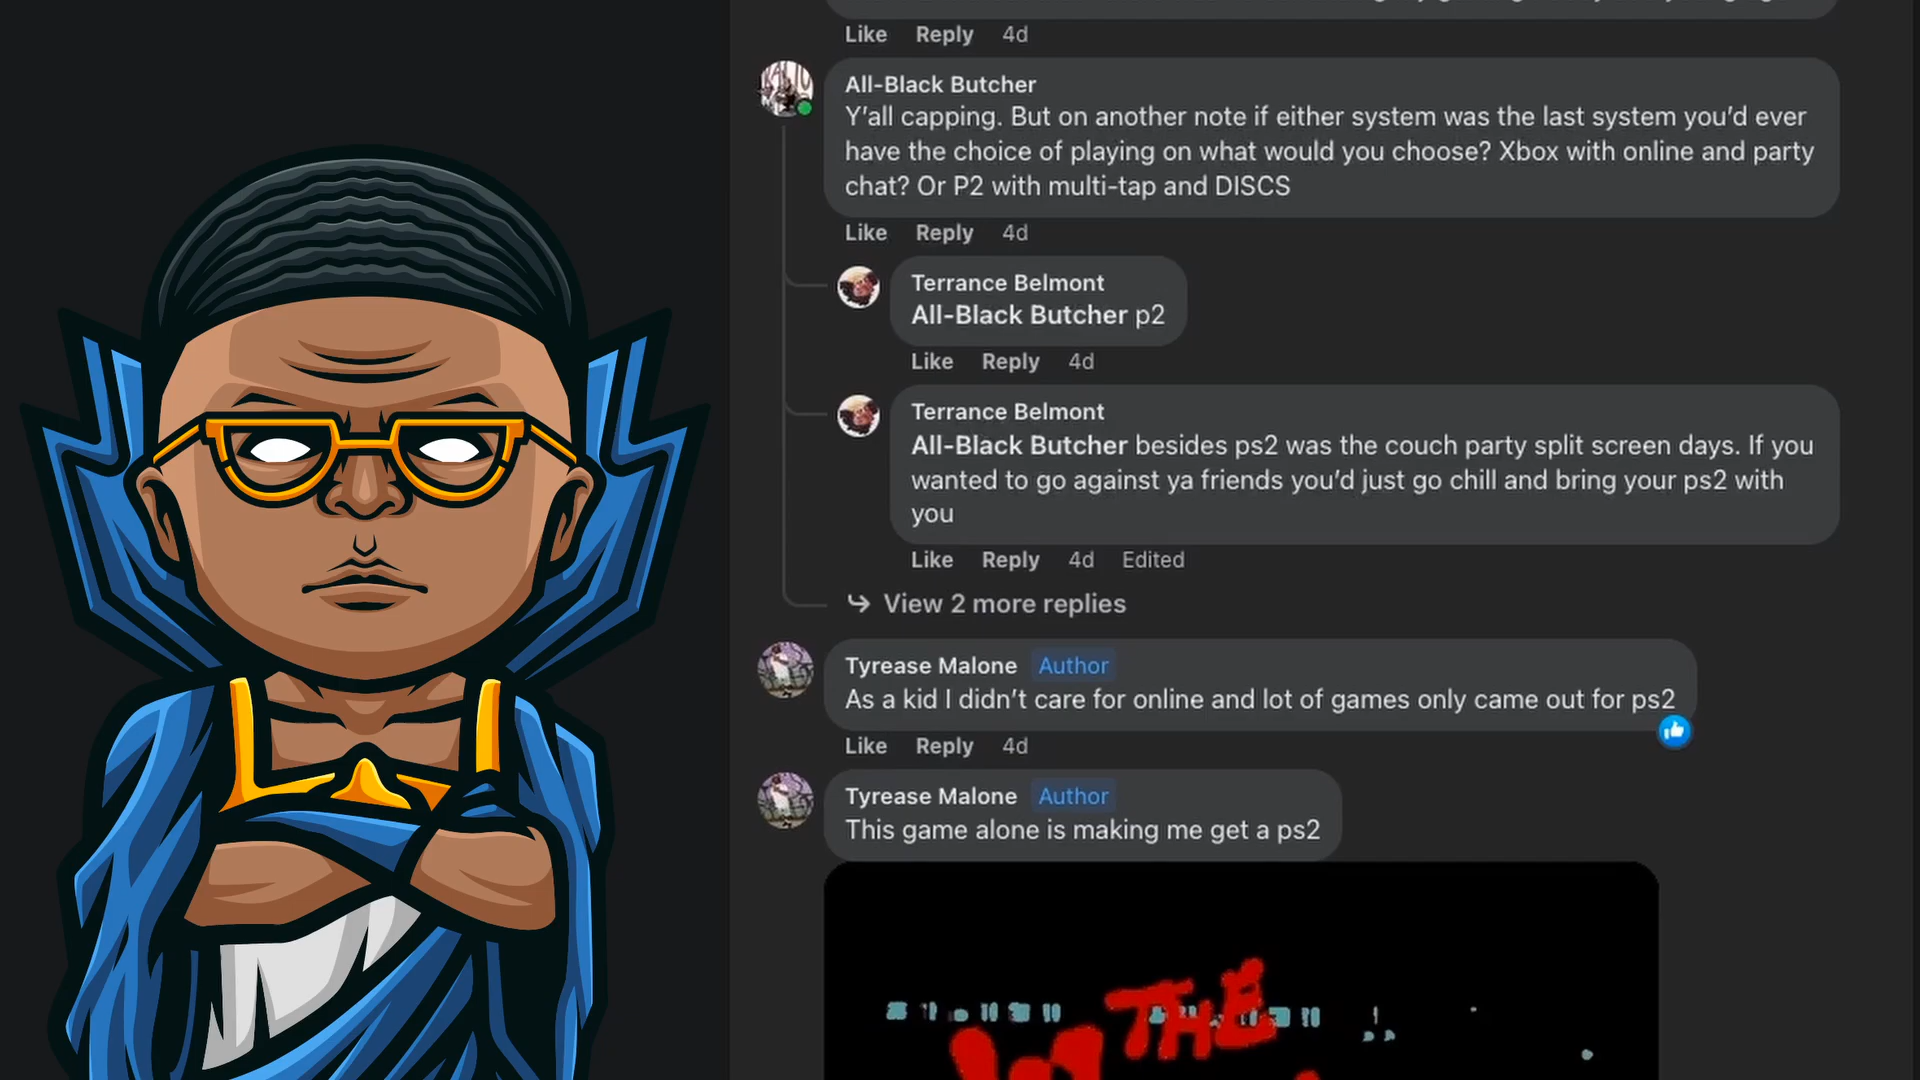 Like Reply 4d
All-Black Butcher
Y'all capping. But on another note if either system was the last system you'd ever
have the choice of playing on what would you choose? Xbox with online and party
chat? Or P2 with multi-tap and DISCS
Like Reply 4d
Terrance Belmont
All-Black Butcher p2
Like Reply 4d
Terrance Belmont
All-Black Butcher besides ps2 was the couch party split screen days. If you
wanted to go against ya friends you'd just go chill and bring your ps2 with
you
Like Reply 4d Edited
View 2 more replies
Tyrease Malone Author
As a kid I didn't care for online and lot of games only came out for ps2
Like Reply 4d
Tyrease Malone Author
This game alone is making me get a ps2
THE